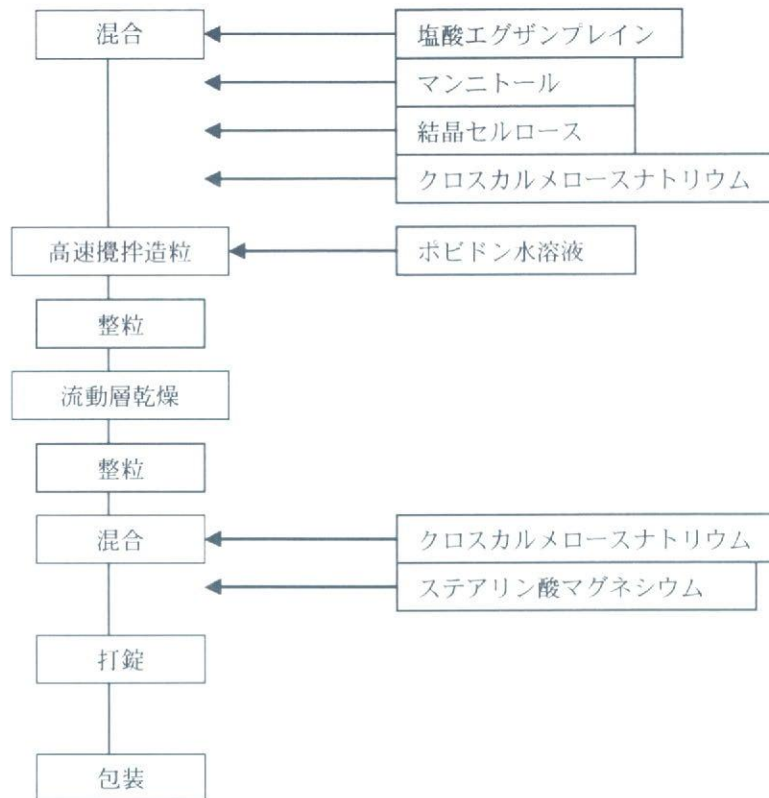 混合
塩酸エグザンプレイン
マンニトール
結晶セルロース
クロスカルメロースナトリウム
高速攪拌造粒
ポビドン水溶液
整粒
流動層乾燥
整粒
混合
クロスカルメロースナトリウム
ステアリン酸マグネシウム
打錠
包装